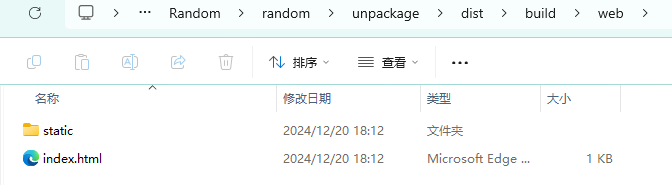 … Random > random > unpackage > dist > build > web >
排序 查看 …
名称 修改日期 类型 大小
static 2024/12/20 18:12 文件夹
index.html 2024/12/20 18:12 Microsoft Edge ... 1 KB